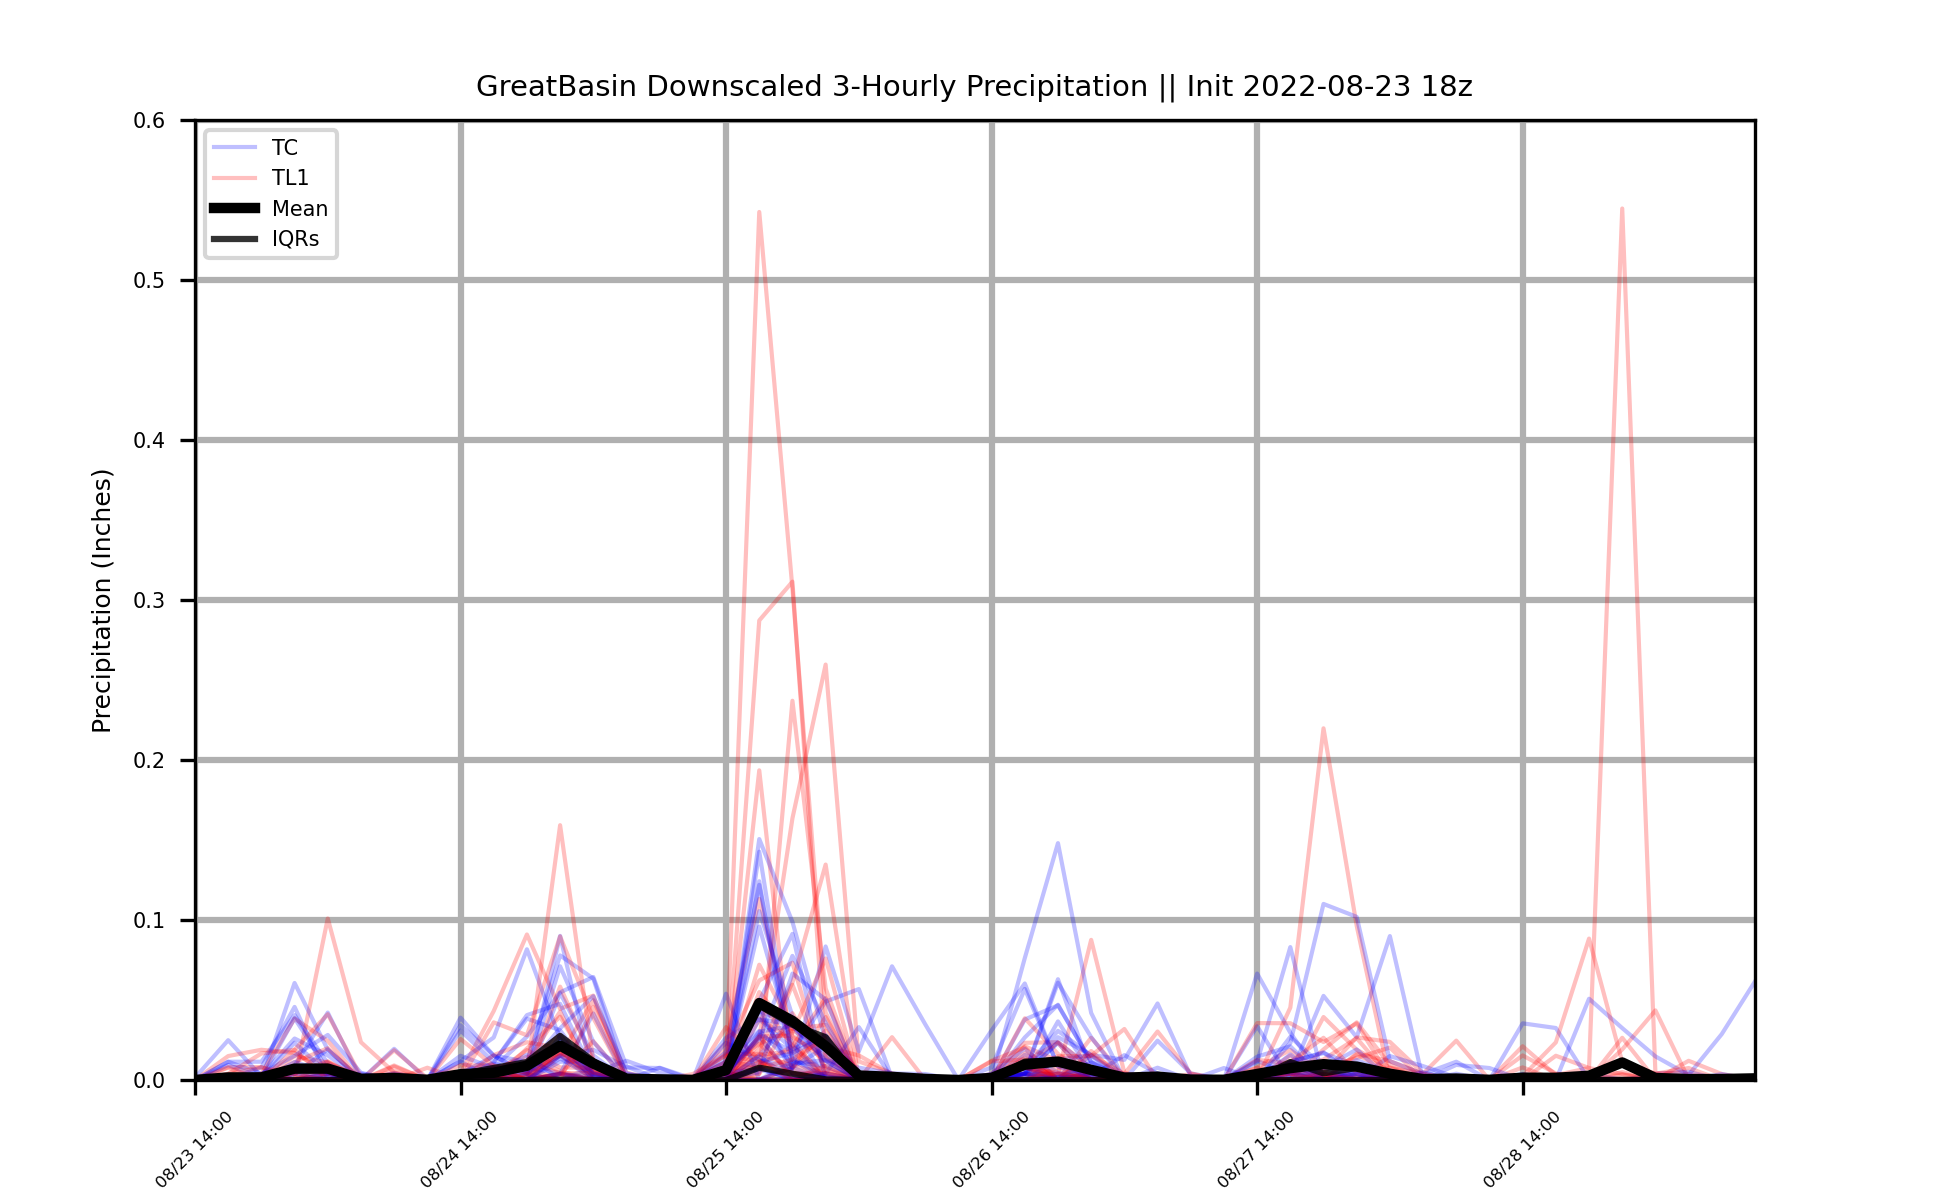 GreatBasin Downscaled 3-Hourly Precipitation || Init 2022-08-23 18z
TC
TL1
Mean
IQRs
Precipitation (Inches)
0.6
0.5
0.4
0.3
0.2
0.1
0.0
08/23 14:00
08/24 14:00
08/25 14:00
08/26 14:00
08/27 14:00
08/28 14:00